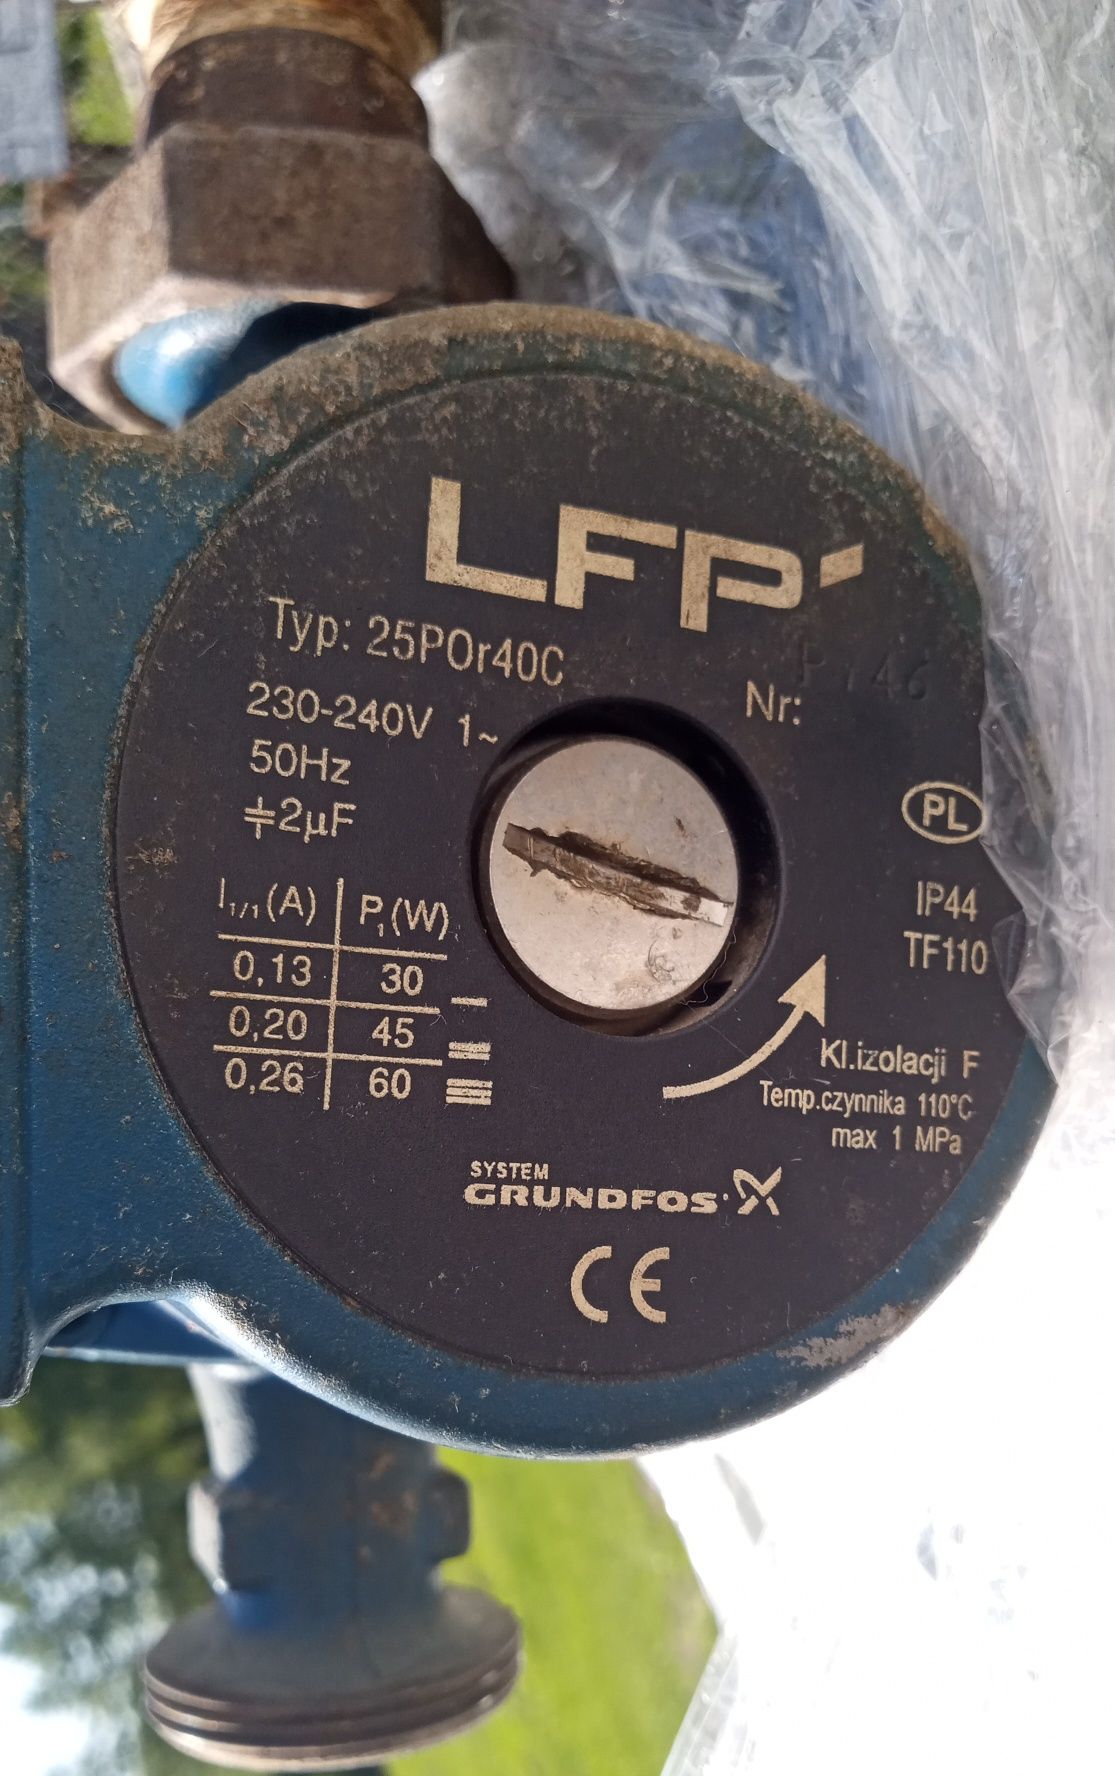 LFP
Typ: 25POr40C
Nr:
230-240V 1~
50Hz
2µF
PL
I1/1(A) P1(W)
0,13 30
0,20 45
0,26 60
IP44
TF110
Kl.izolacji F
Temp.czynnika 110°C
max 1 MPa
SYSTEM
GRUNDFOS
CE